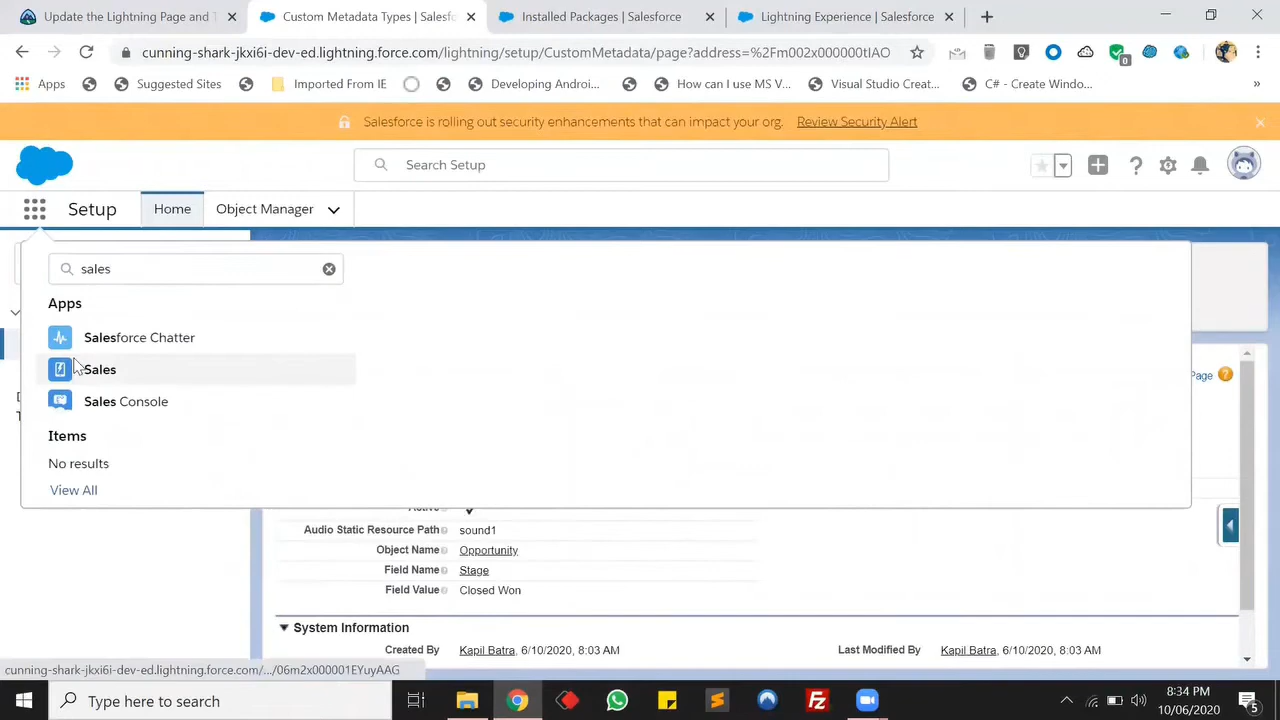 Update the Lightning Page and T
Custom Metadata Types | Salesf
Installed Packages | Salesforce
Lightning Experience | Salesforce
cunning-shark-jkxi6i-dev-ed.lightning.force.com/lightning/setup/CustomMetadata/page?address=%2Fm002x000000tIAO
0
Apps
Suggested Sites
Imported From IE
Developing Androi...
How can I use MS V...
Visual Studio Creat...
C# - Create Windo...
»
Salesforce is rolling out security enhancements that can impact your org. Review Security Alert
Search Setup
Setup
Home
Object Manager
sales
Apps
Salesforce Chatter
Sales
Sales Console
Items
No results
View All
Page
Audio Static Resource Path sound1
Object Name Opportunity
Field Name Stage
Field Value Closed Won
System Information
Created By Kapil Batra, 6/10/2020, 8:03 AM
Last Modified By Kapil Batra, 6/10/2020, 8:03 AM
cunning-shark-jkxi6i-dev-ed.lightning.force.com/.../06m2x000001EYuyAAG
Type here to search
8:34 PM
10/06/2020
5